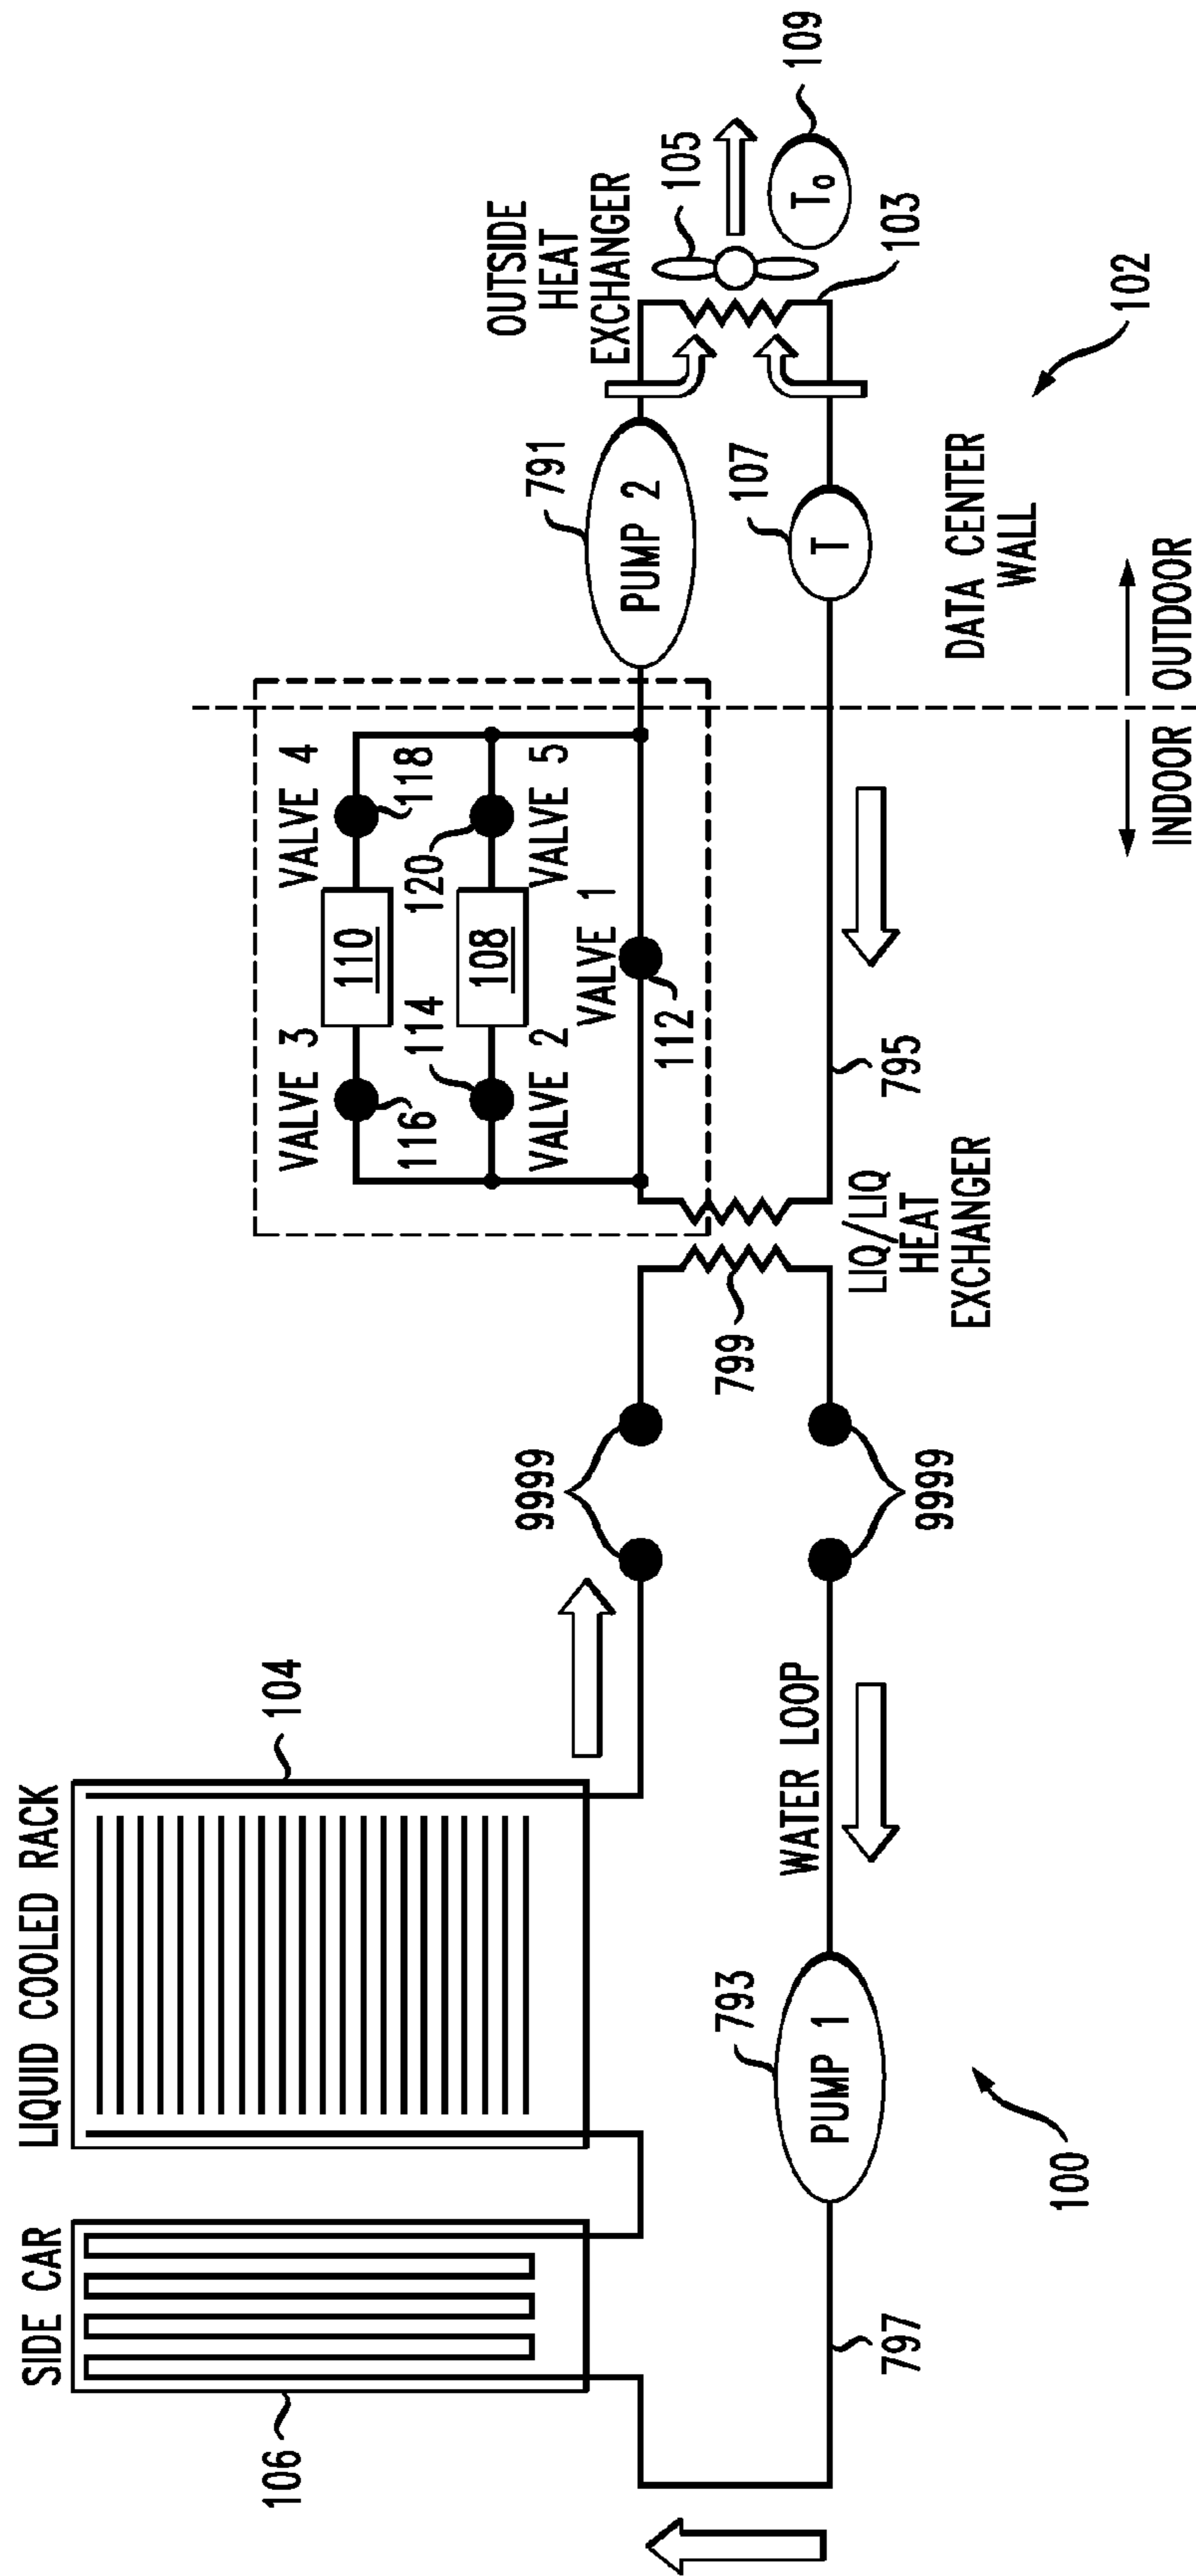 SIDE CAR
LIQUID COOLED RACK
106
104
VALVE 3
VALVE 4
116
110
118
114
120
108
VALVE 2
VALVE 5
VALVE 1
112
9999
9999
799
LIQ/LIQ
HEAT
EXCHANGER
WATER LOOP
793
PUMP 1
797
795
100
791
PUMP 2
107
T
OUTSIDE
HEAT
EXCHANGER
105
109
To
103
DATA CENTER
WALL
102
INDOOR
OUTDOOR